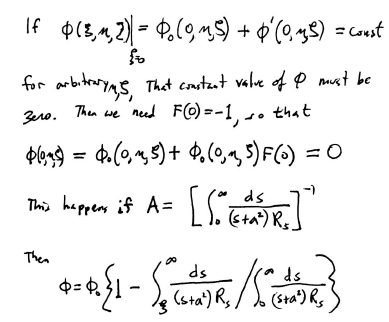 If Φ(ξ,η,ζ)|ξ=0 = Φ₀(0,η,ζ) + Φ'(0,η,ζ) = const
for arbitrary η,ζ, That constant value of Φ must be
zero. Then we need F(0) = -1, so that
Φ(0,η,ζ) = Φ₀(0,η,ζ) + Φ₀(0,η,ζ) F(0) = 0
This happens if A = [∫₀^∞ ds/((s+a²) Rₛ)]⁻¹
Then
Φ = Φ₀ {1 - ∫_ξ^∞ ds/((s+a²) Rₛ) / ∫₀^∞ ds/((s+a²) Rₛ)}